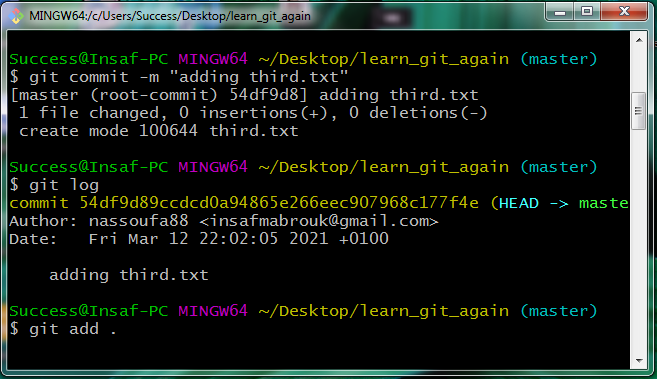 MINGW64:/c/Users/Success/Desktop/learn_git_again
Success@Insaf-PC MINGW64 ~/Desktop/learn_git_again (master)
$ git commit -m "adding third.txt"
[master (root-commit) 54df9d8] adding third.txt
 1 file changed, 0 insertions(+), 0 deletions(-)
 create mode 100644 third.txt
Success@Insaf-PC MINGW64 ~/Desktop/learn_git_again (master)
$ git log
commit 54df9d89ccdcd0a94865e266eec907968c177f4e (HEAD -> maste
Author: nassoufa88 <insafmabrouk@gmail.com>
Date:   Fri Mar 12 22:02:05 2021 +0100
    adding third.txt
Success@Insaf-PC MINGW64 ~/Desktop/learn_git_again (master)
$ git add .